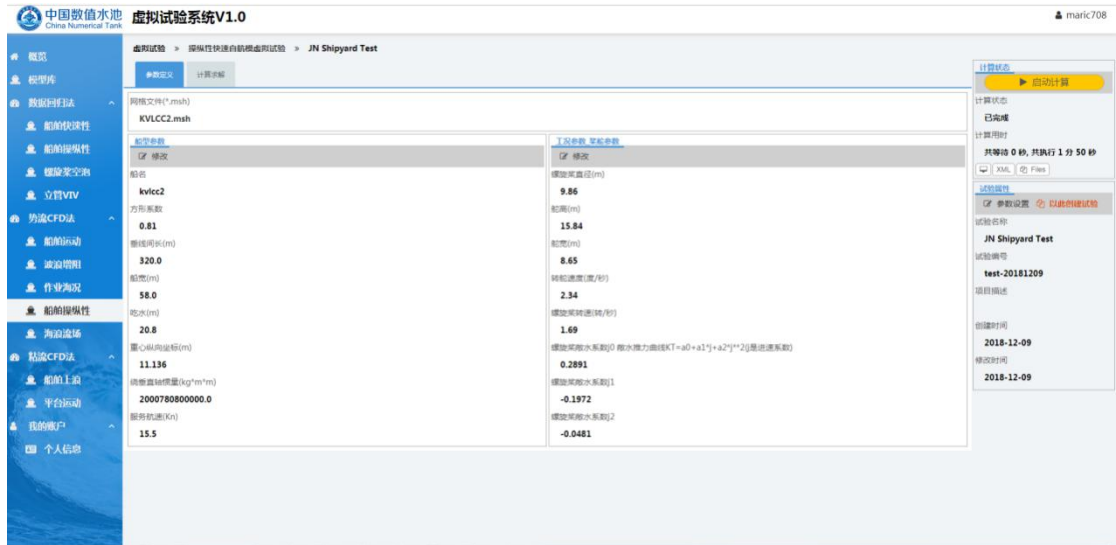 中国数值水池
China Numerical Tank
虚拟试验系统V1.0
maric708
概览
模型库
数据回归法
船舶快速性
船舶操纵性
螺旋桨空泡
立管VIV
势流CFD法
船舶运动
波浪增阻
作业海况
船舶操纵性
海浪流场
粘流CFD法
船舶上浪
平台运动
我的账户
个人信息
虚拟试验 » 操纵性快速自航模虚拟试验 » JN Shipyard Test
参数定义 计算求解
网格文件(*.msh)
KVLCC2.msh
船型参数
修改
船名
kvlcc2
方形系数
0.81
垂线间长(m)
320.0
船宽(m)
58.0
吃水(m)
20.8
重心纵向坐标(m)
11.136
绕垂直轴惯量(kg*m*m)
2000780800000.0
服务航速(Kn)
15.5
工况参数_桨舵参数
修改
螺旋桨直径(m)
9.86
舵高(m)
15.84
舵宽(m)
8.65
转舵速度(度/秒)
2.34
螺旋桨转速(转/秒)
1.69
螺旋桨敞水系数J0 敞水推力曲线KT=a0+a1*j+a2*j**2(j是进速系数)
0.2891
螺旋桨敞水系数J1
-0.1972
螺旋桨敞水系数J2
-0.0481
计算状态
启动计算
计算状态
已完成
计算用时
共等待 0 秒, 共执行 1 分 50 秒
XML Files
试验属性
参数设置 以此创建试验
试验名称
JN Shipyard Test
试验编号
test-20181209
项目描述
创建时间
2018-12-09
修改时间
2018-12-09